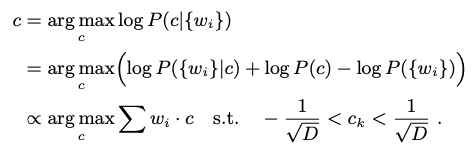 c = arg max_c log P(c|{w_i})
= arg max_c ( log P({w_i}|c) + log P(c) − log P({w_i}) )
∝ arg max_c ∑ w_i · c s.t. − 1/√D < c_k < 1/√D .